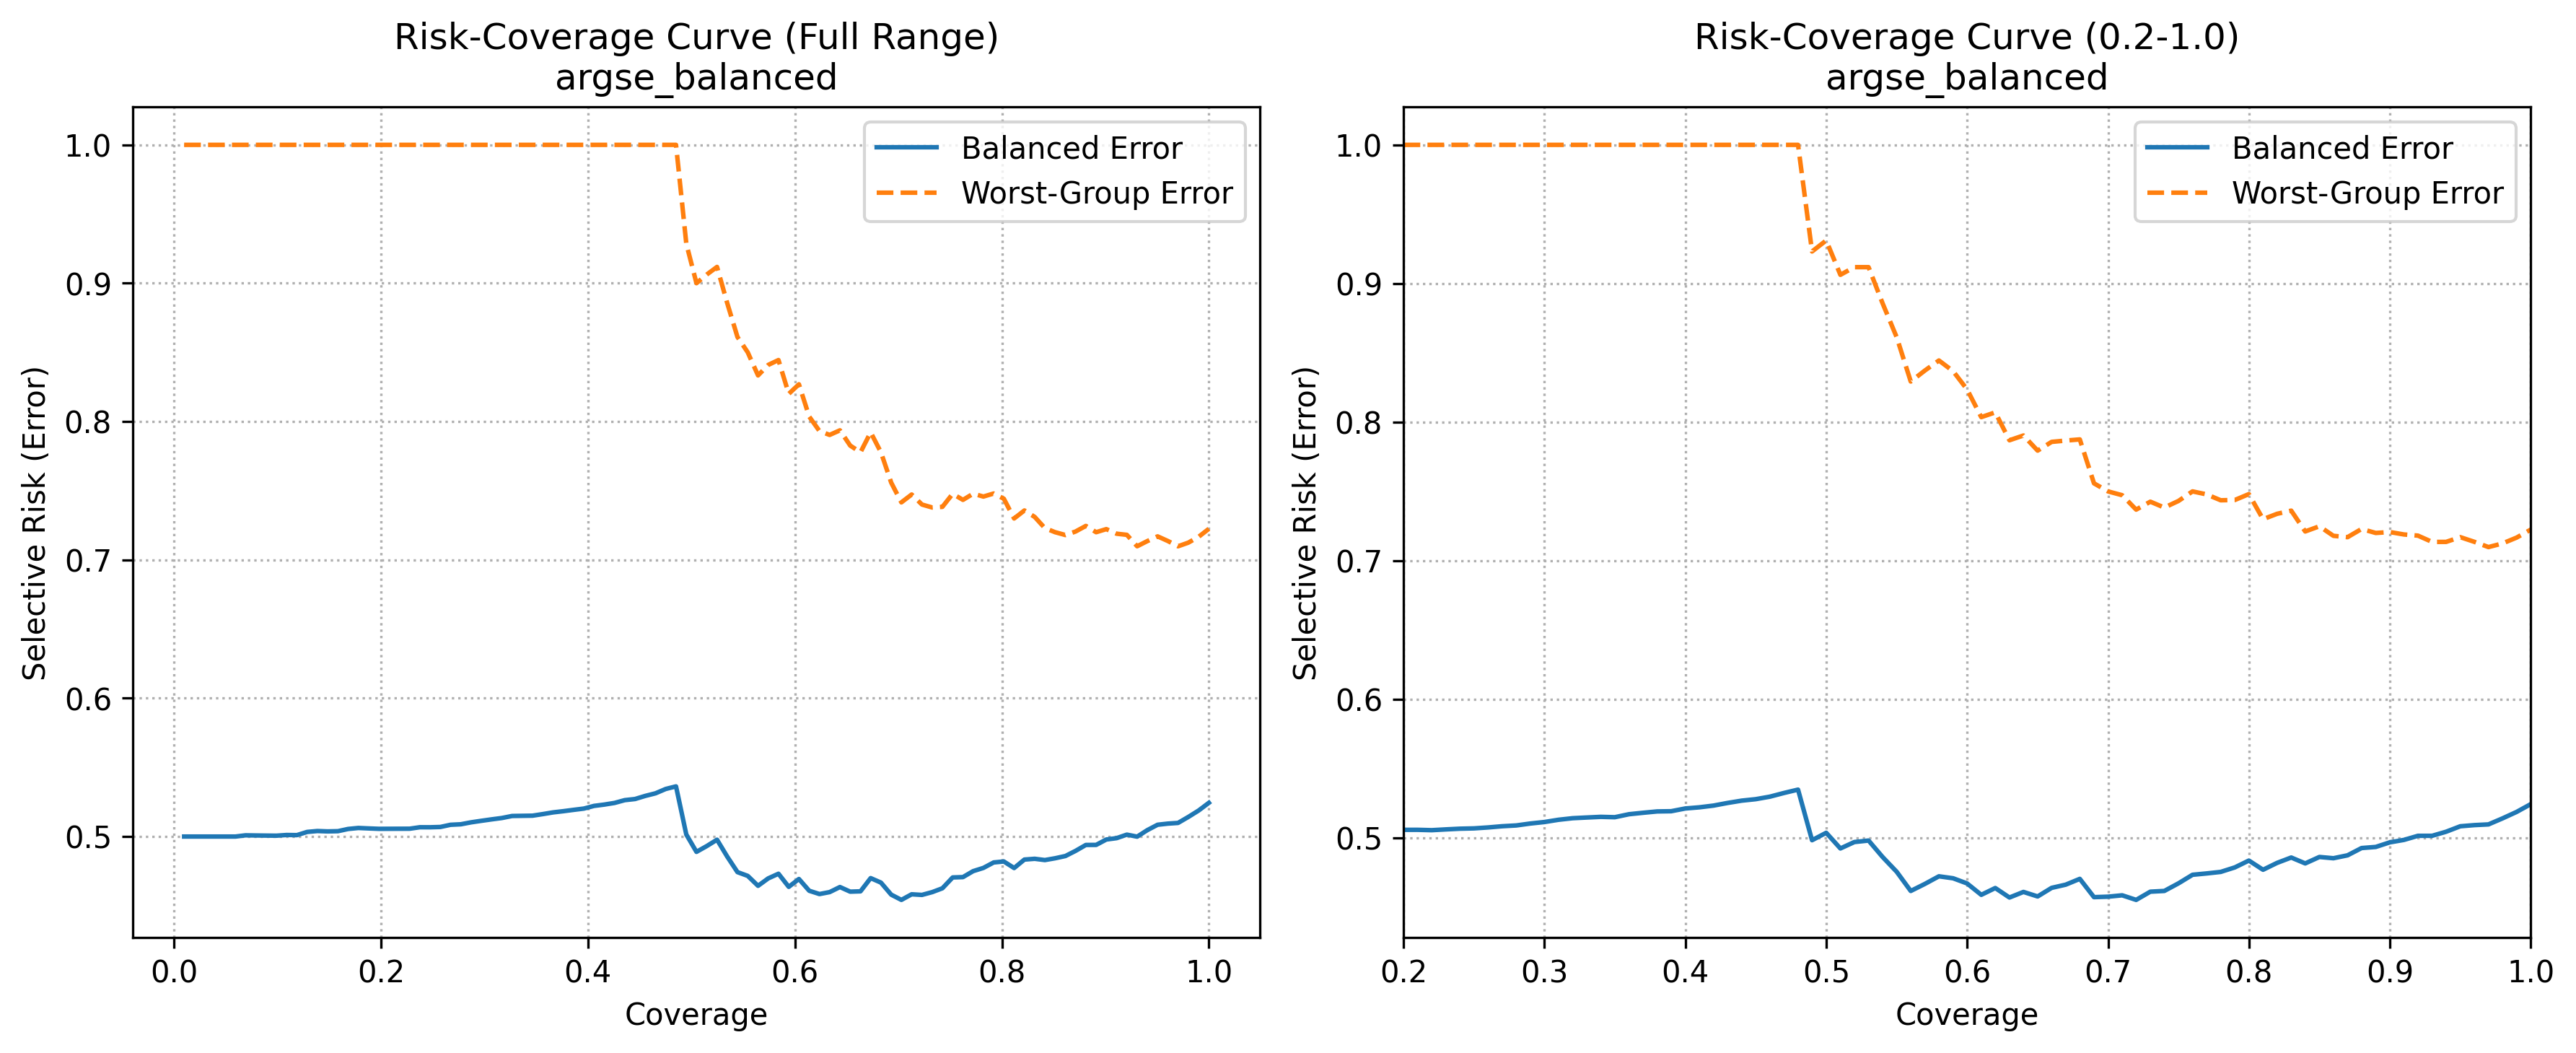 Risk-Coverage Curve (Full Range)
argse_balanced
Balanced Error
Worst-Group Error
1.0
0.9
0.8
0.7
0.6
0.5
Selective Risk (Error)
0.0 0.2 0.4 0.6 0.8 1.0
Coverage
Risk-Coverage Curve (0.2-1.0)
argse_balanced
Balanced Error
Worst-Group Error
1.0
0.9
0.8
0.7
0.6
0.5
Selective Risk (Error)
0.2 0.3 0.4 0.5 0.6 0.7 0.8 0.9 1.0
Coverage